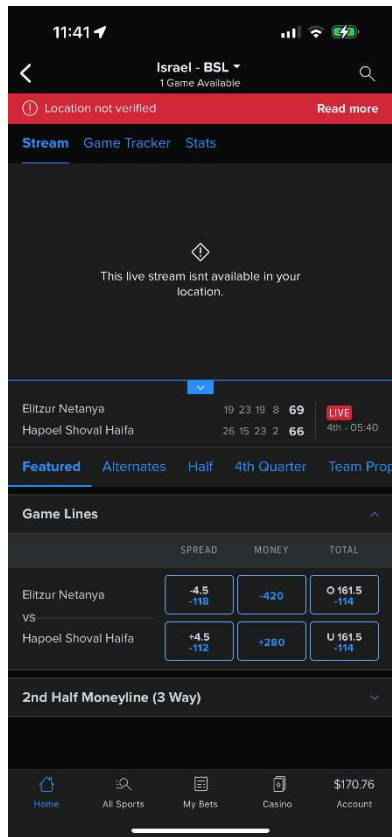 11:41
Israel - BSL
1 Game Available
Location not verified Read more
Stream Game Tracker Stats
This live stream isnt available in your
location.
Elitzur Netanya 19 23 19 8 69 LIVE
Hapoel Shoval Haifa 26 15 23 2 66 4th - 05:40
Featured Alternates Half 4th Quarter Team Prop
Game Lines
SPREAD MONEY TOTAL
Elitzur Netanya -4.5 -118 -420 O 161.5 -114
vs
Hapoel Shoval Haifa +4.5 -112 +280 U 161.5 -114
2nd Half Moneyline (3 Way)
Home All Sports My Bets Casino $170.76 Account